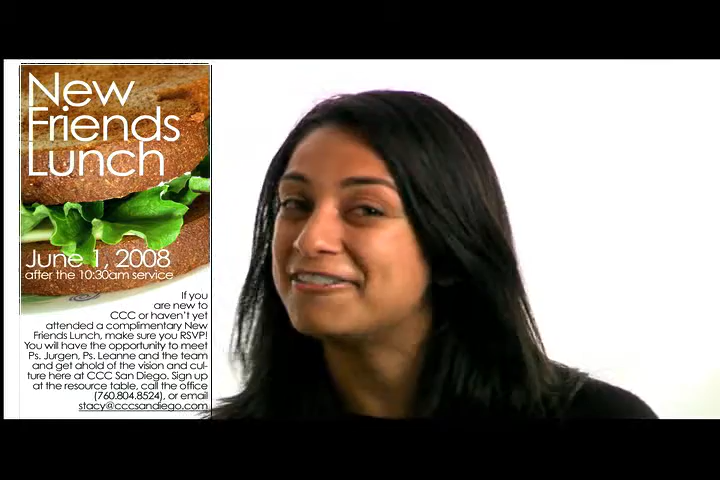 New
Friends
Lunch
June 1, 2008
after the 10:30am service
If you
are new to
CCC or haven't yet
attended a complimentary New
Friends Lunch, make sure you RSVP!
You will have the opportunity to meet
Ps. Jurgen, Ps. Leanne and the team
and get ahold of the vision and cul-
ture here at CCC San Diego. Sign up
at the resource table, call the office
(760.804.8524), or email
stacy@cccsandiego.com